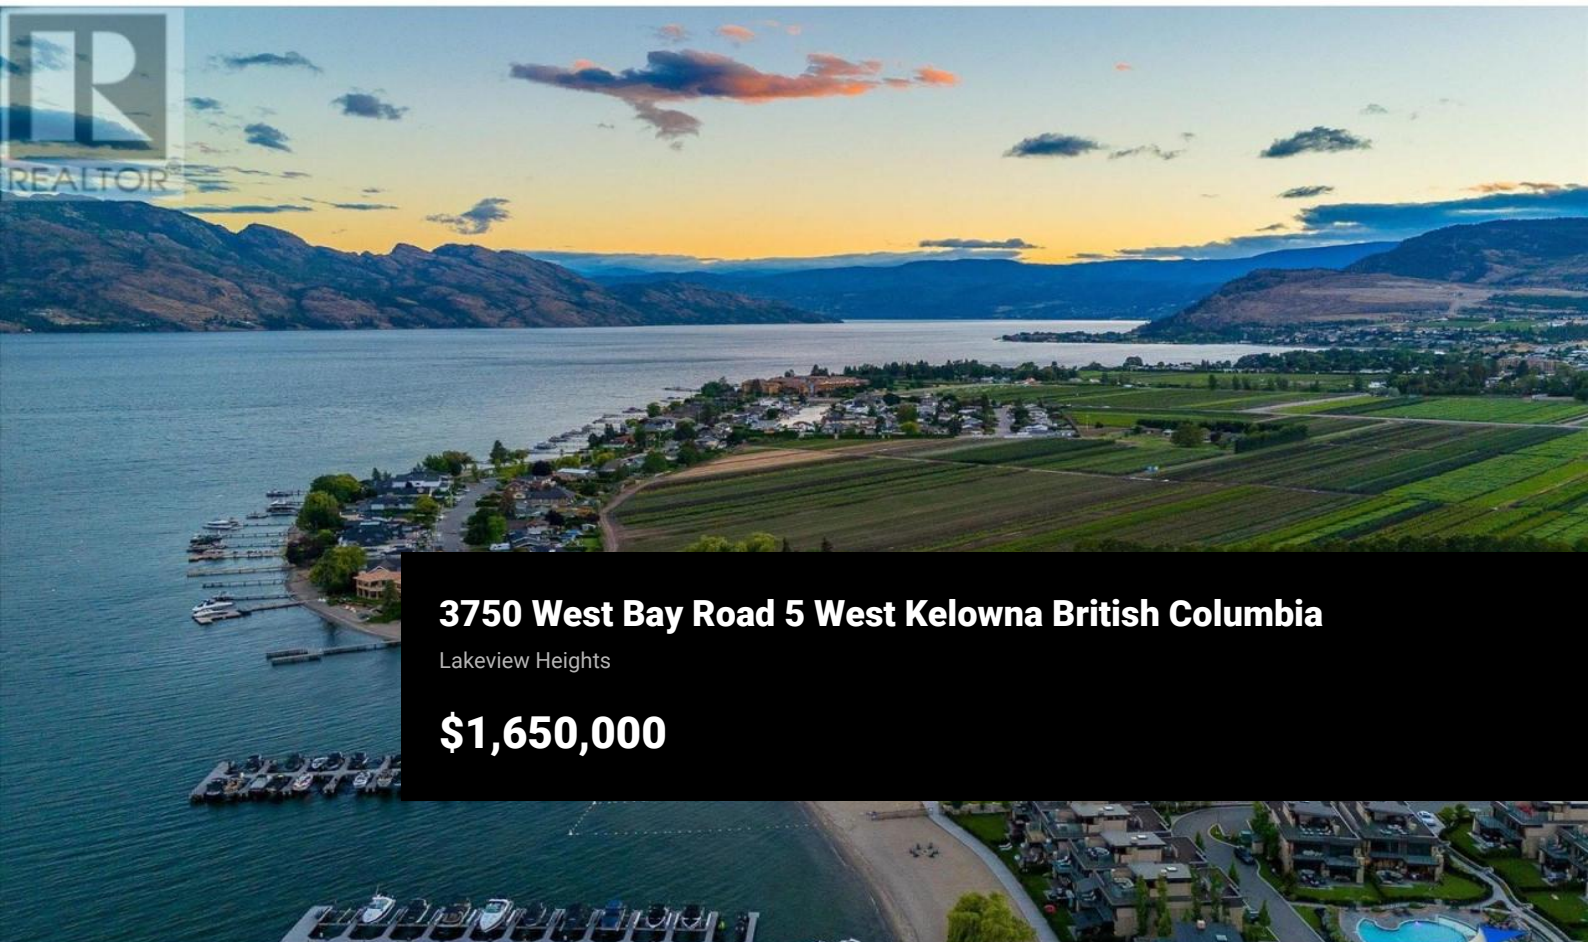 R
REALTOR®
3750 West Bay Road 5 West Kelowna British Columbia
Lakeview Heights
$1,650,000